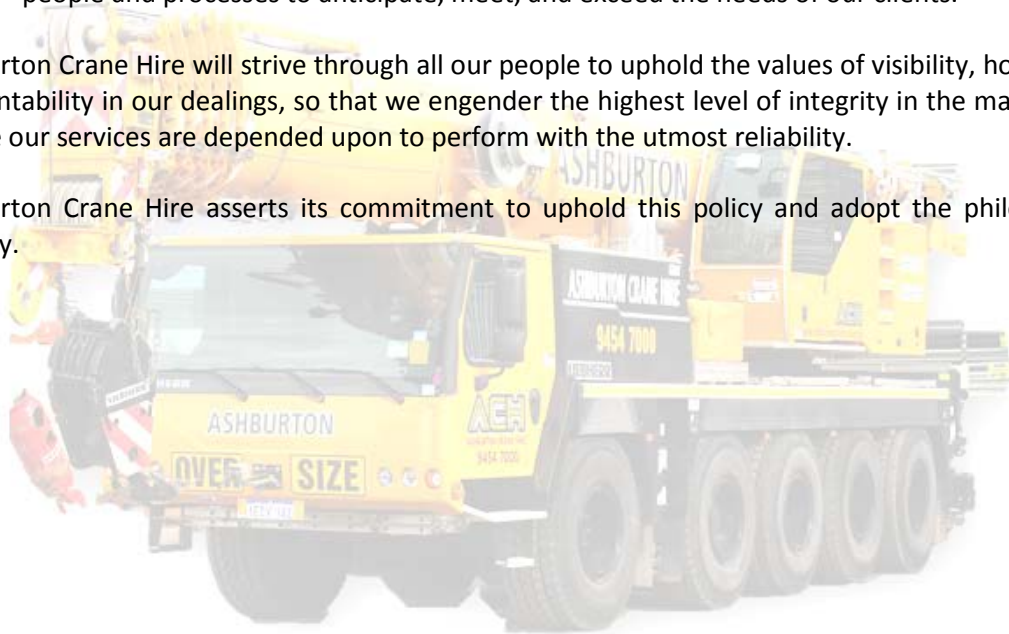 people and processes to anticipate, meet, and exceed the needs of our clients.
rton Crane Hire will strive through all our people to uphold the values of visibility, ho
ntability in our dealings, so that we engender the highest level of integrity in the ma
e our services are depended upon to perform with the utmost reliability.
rton Crane Hire asserts its commitment to uphold this policy and adopt the phil
y.
ASHBURTON
ASHBURTON CRANE HIRE
9454 7000
ACH
LIEBHERR
ASHBURTON
ACH
9454 7000
OVER SIZE